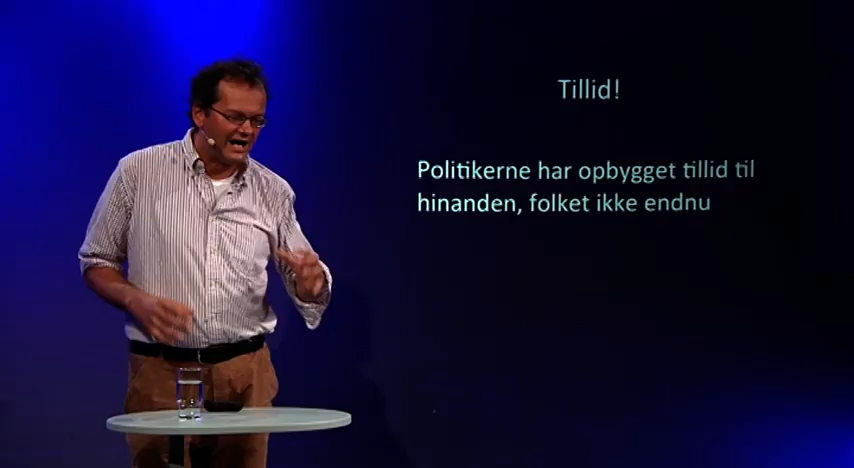 Tillid!
Politikerne har opbygget tillid til
hinanden, folket ikke endnu